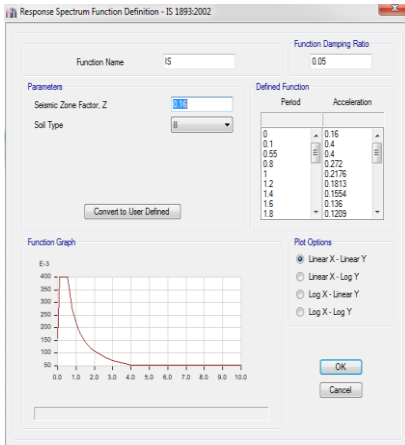 Response Spectrum Function Definition - IS 1893:2002
Function Damping Ratio
Function Name IS 0.05
Parameters
Seismic Zone Factor, Z 0.16
Soil Type II
Convert to User Defined
Defined Function
Period Acceleration
0 0.16
0.1 0.4
0.55 0.4
0.8 0.272
1 0.2176
1.2 0.1813
1.4 0.1554
1.6 0.136
1.8 0.1209
Function Graph
E-3
400
350
300
250
200
150
100
50
0.0 1.0 2.0 3.0 4.0 5.0 6.0 7.0 8.0 9.0 10.0
Plot Options
Linear X - Linear Y
Linear X - Log Y
Log X - Linear Y
Log X - Log Y
OK
Cancel